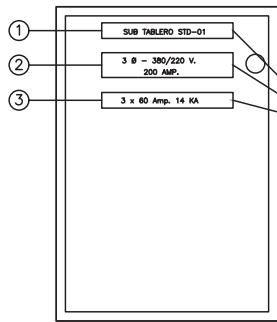 1
SUB TABLERO STD-01
2
3 Ø - 380/220 V.
200 AMP.
3
3 x 60 Amp. 14 KA